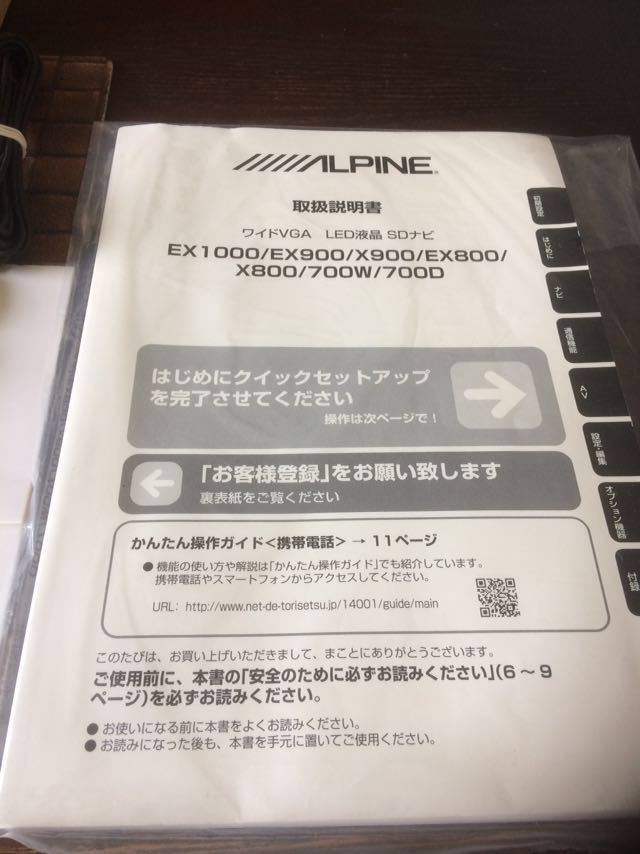 ALPINE
取扱説明書
ワイドVGA LED液晶 SDナビ
EX1000/EX900/X900/EX800/
X800/700W/700D
初期設定
はじめに
ナビ
通信機能
AV
設定・編集
オプション機器
付録
はじめにクイックセットアップ
を完了させてください
操作は次ページで!
「お客様登録」をお願い致します
裏表紙をご覧ください
かんたん操作ガイド<携帯電話> → 11ページ
● 機能の使い方や解説は「かんたん操作ガイド」でも紹介しています。
携帯電話やスマートフォンからアクセスしてください。
URL: http://www.net-de-torisetsu.jp/14001/guide/main
このたびは、お買い上げいただきまして、まことにありがとうございます。
ご使用前に、本書の「安全のために必ずお読みください」(6 ~ 9
ページ)を必ずお読みください。
● お使いになる前に本書をよくお読みください。
● お読みになった後も、本書を手元に置いてご使用ください。